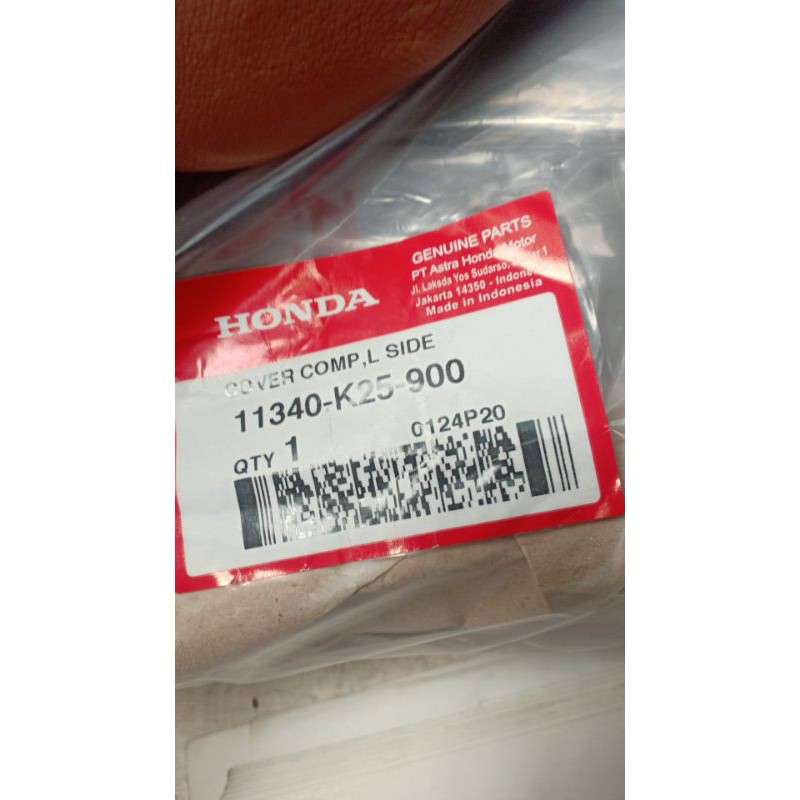 HONDA
GENUINE PARTS
PT Astra Honda Motor
Jl. Laksda Yos Sudarso, 1
Jakarta 14350 -
Made in Indonesia
COVER COMP,L SIDE
11340-K25-900
0124P20
QTY 1